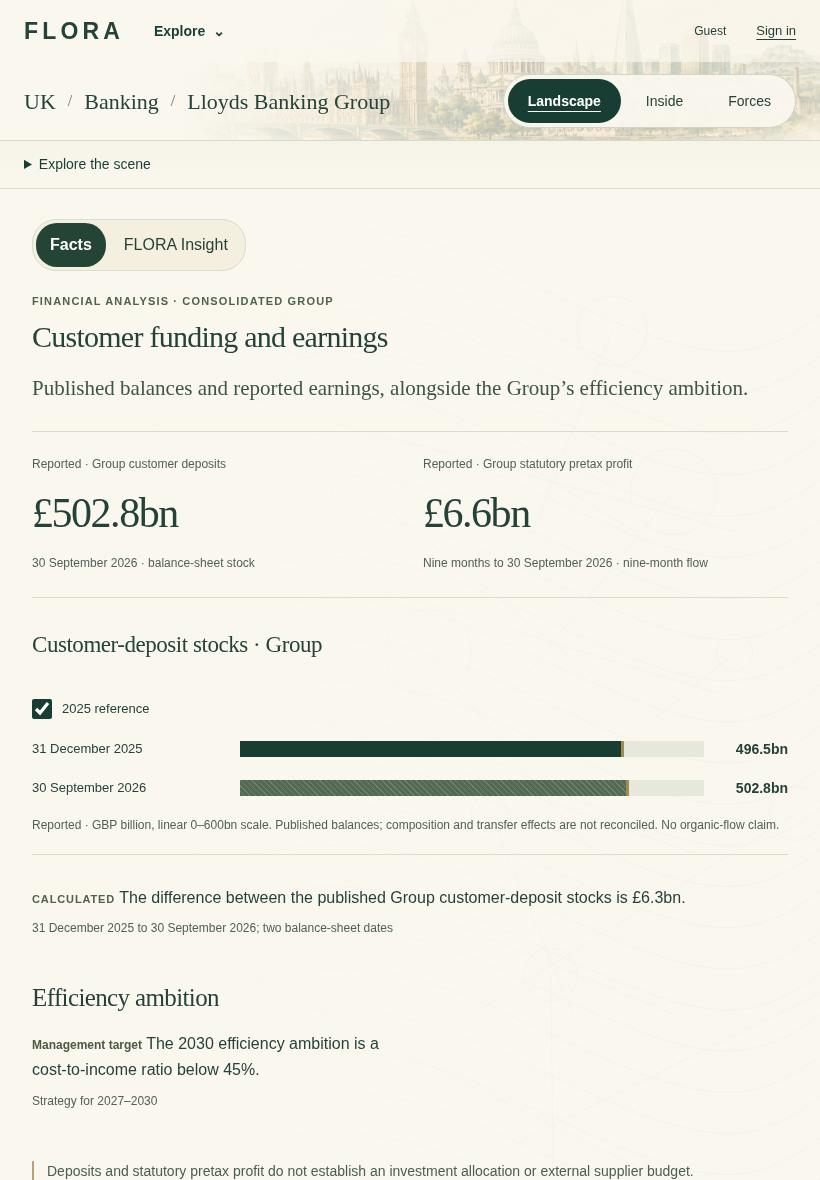 FLORA
Explore
Guest
Sign in
UK / Banking / Lloyds Banking Group
Landscape
Inside
Forces
Explore the scene
Facts
FLORA Insight
FINANCIAL ANALYSIS · CONSOLIDATED GROUP
Customer funding and earnings
Published balances and reported earnings, alongside the Group’s efficiency ambition.
Reported · Group customer deposits
£502.8bn
30 September 2026 · balance-sheet stock
Reported · Group statutory pretax profit
£6.6bn
Nine months to 30 September 2026 · nine-month flow
Customer-deposit stocks · Group
2025 reference
31 December 2025
496.5bn
30 September 2026
502.8bn
Reported · GBP billion, linear 0–600bn scale. Published balances; composition and transfer effects are not reconciled. No organic-flow claim.
CALCULATED The difference between the published Group customer-deposit stocks is £6.3bn.
31 December 2025 to 30 September 2026; two balance-sheet dates
Efficiency ambition
Management target The 2030 efficiency ambition is a
cost-to-income ratio below 45%.
Strategy for 2027–2030
Deposits and statutory pretax profit do not establish an investment allocation or external supplier budget.